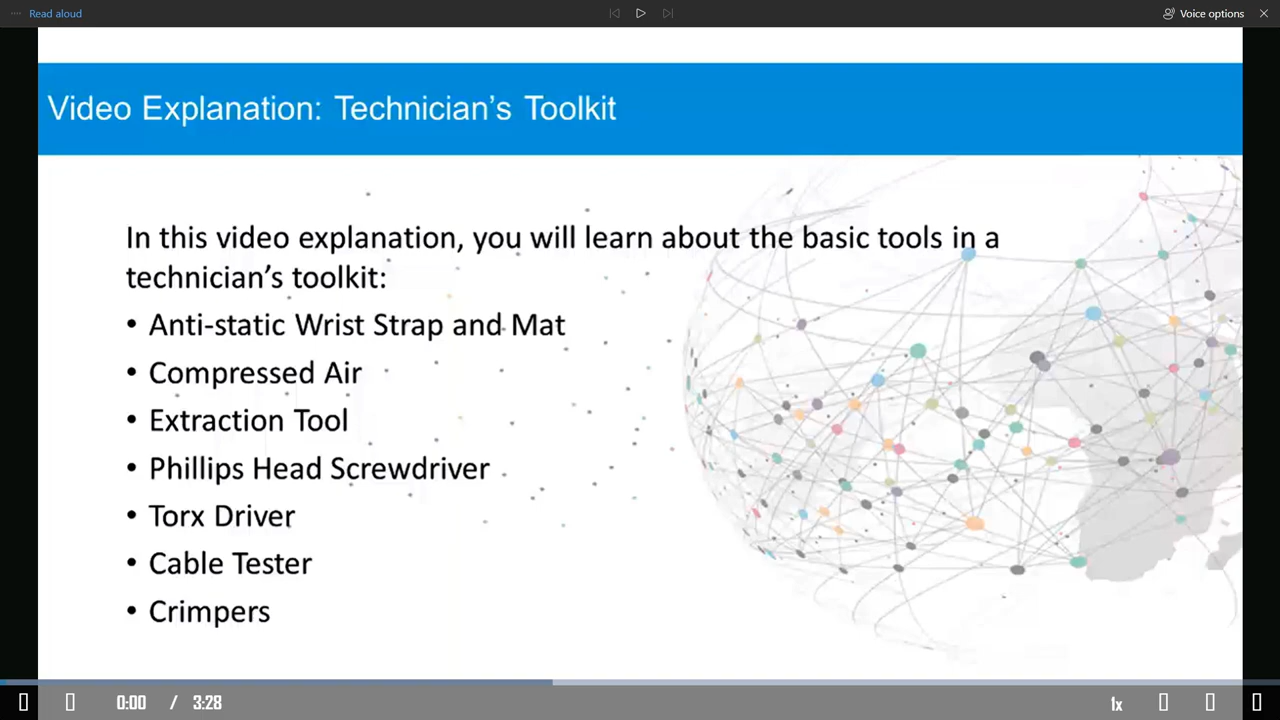 Read aloud
Voice options
Video Explanation: Technician’s Toolkit
In this video explanation, you will learn about the basic tools in a
technician’s toolkit:
• Anti-static Wrist Strap and Mat
• Compressed Air
• Extraction Tool
• Phillips Head Screwdriver
• Torx Driver
• Cable Tester
• Crimpers
0:00 / 3:28
1x